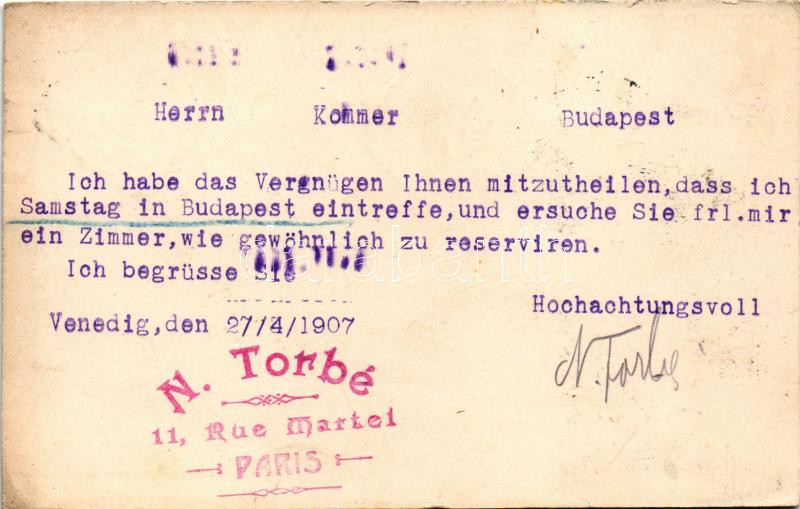 Herrn Kommer Budapest
Ich habe das Vergnügen Ihnen mitzutheilen,dass ich
Samstag in Budapest eintreffe,und ersuche Sie frl.mir
ein Zimmer,wie gewöhnlich zu reserviren.
Ich begrüsse Sie
Hochachtungsvoll
Venedig,den 27/4/1907
N. Torbé
N. Torbé
11, Rue Martel
PARIS